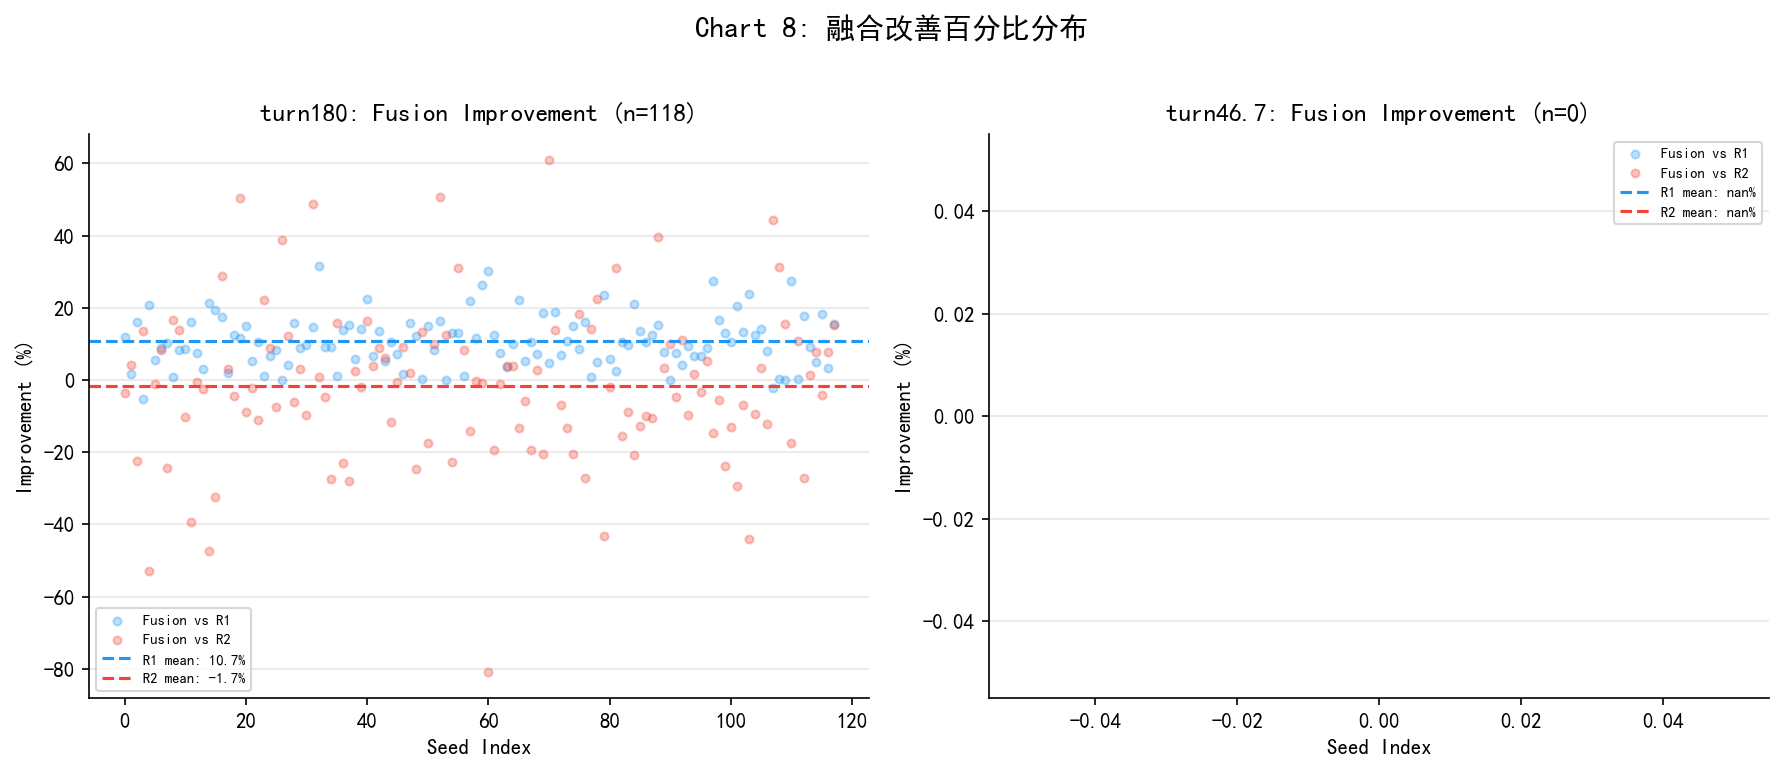 Chart 8: 融合改善百分比分布
turn180: Fusion Improvement (n=118)
Improvement (%)
60
40
20
0
−20
−40
−60
−80
Fusion vs R1
Fusion vs R2
R1 mean: 10.7%
R2 mean: -1.7%
0 20 40 60 80 100 120
Seed Index
turn46.7: Fusion Improvement (n=0)
Improvement (%)
0.04
0.02
0.00
−0.02
−0.04
Fusion vs R1
Fusion vs R2
R1 mean: nan%
R2 mean: nan%
−0.04 −0.02 0.00 0.02 0.04
Seed Index